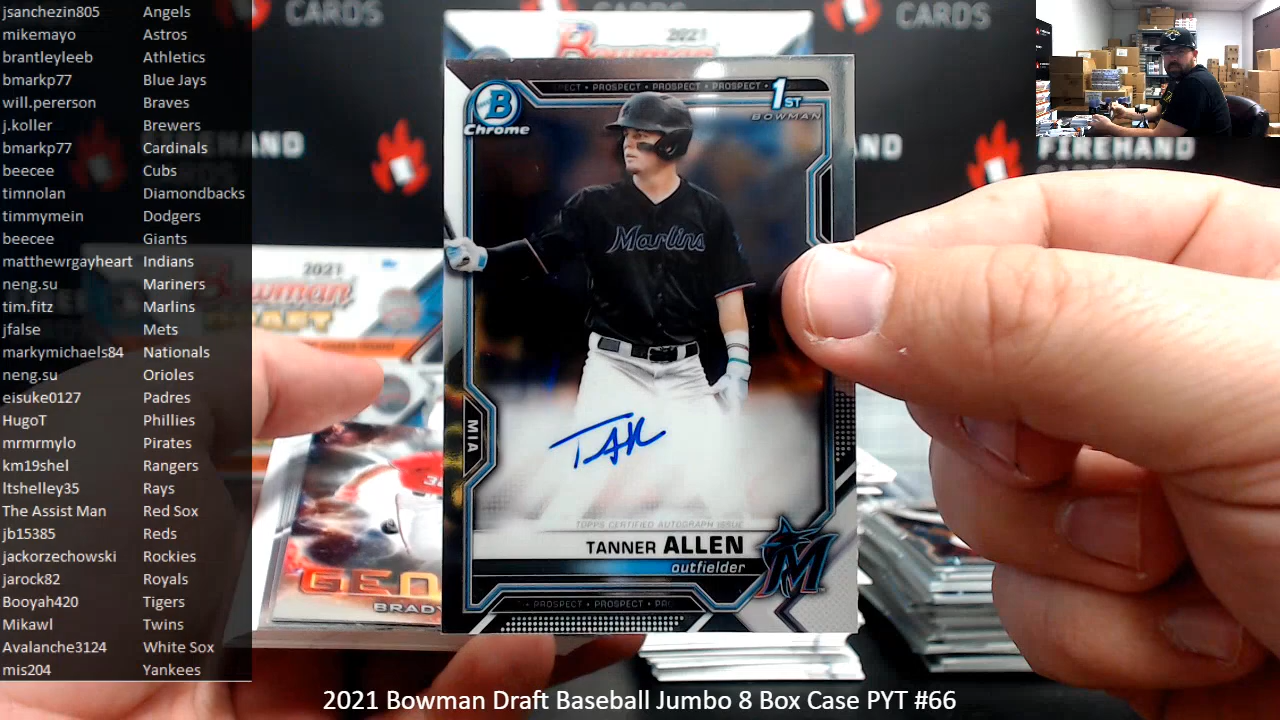 jsanchezin805 Angels
mikemayo Astros
brantleyleeb Athletics
bmarkp77 Blue Jays
will.pererson Braves
j.koller Brewers
bmarkp77 Cardinals
beecee Cubs
timnolan Diamondbacks
timmymein Dodgers
beecee Giants
matthewrgayheart Indians
neng.su Mariners
tim.fitz Marlins
jfalse Mets
markymichaels84 Nationals
neng.su Orioles
eisuke0127 Padres
HugoT Phillies
mrmrmylo Pirates
km19shel Rangers
ltshelley35 Rays
The Assist Man Red Sox
jb15385 Reds
jackorzechowski Rockies
jarock82 Royals
Booyah420 Tigers
Mikawl Twins
Avalanche3124 White Sox
mis204 Yankees
CARDS
CARDS
2021
Bowman
PROSPECT • PROSPECT • PROSPECT •
B
Chrome
1ST
BOWMAN
FIREHAND
CARDS
Marlins
MIA
TOPPS CERTIFIED AUTOGRAPH ISSUE
TANNER ALLEN
outfielder
M
PROSPECT • PROSPECT •
2021
BRADY
2021 Bowman Draft Baseball Jumbo 8 Box Case PYT #66